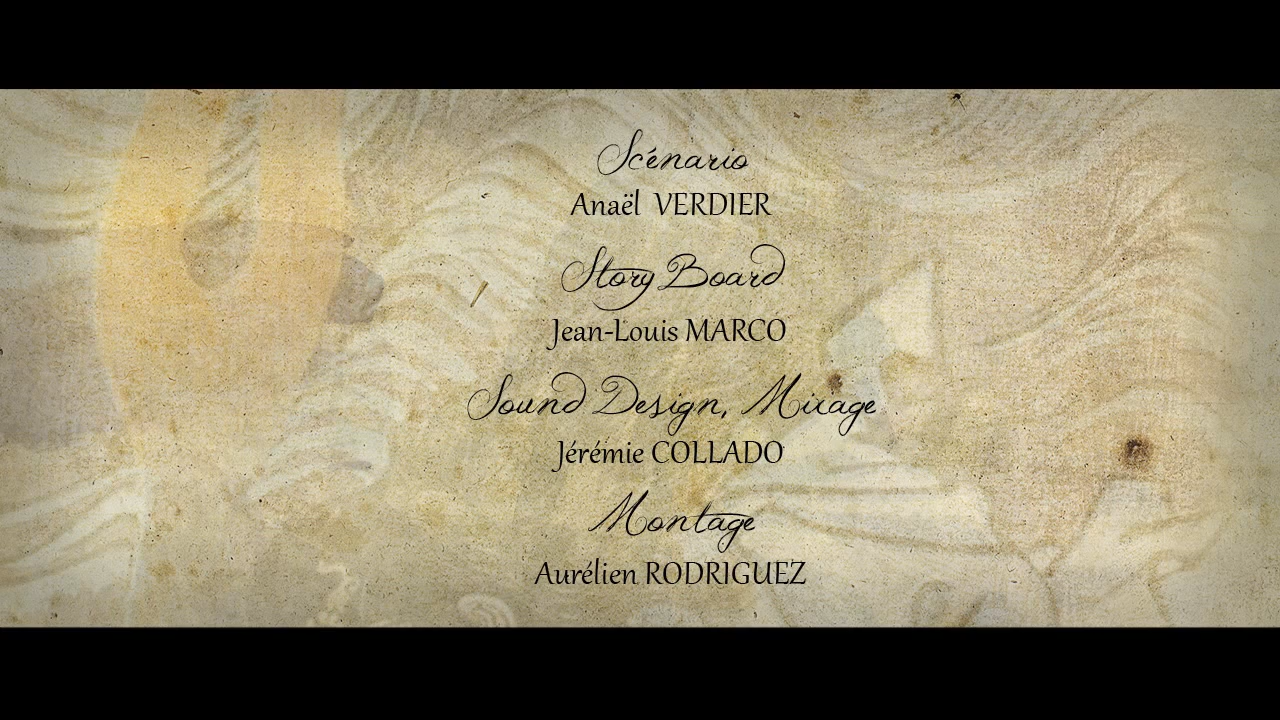 Scénario
Anaël VERDIER
Story Board
Jean-Louis MARCO
Sound Design, Mixage
Jérémie COLLADO
Montage
Aurélien RODRIGUEZ